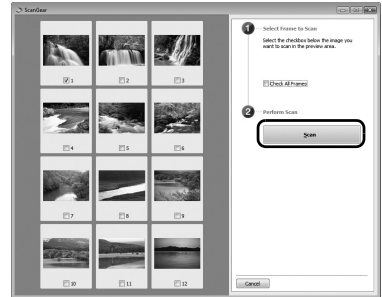 ScanGear
1
2
3
4
5
6
7
8
9
10
11
12
1 Select Frame to Scan
Select the checkbox below the image you
want to scan in the preview area.
Check All Frames
2 Perform Scan
Scan
Cancel